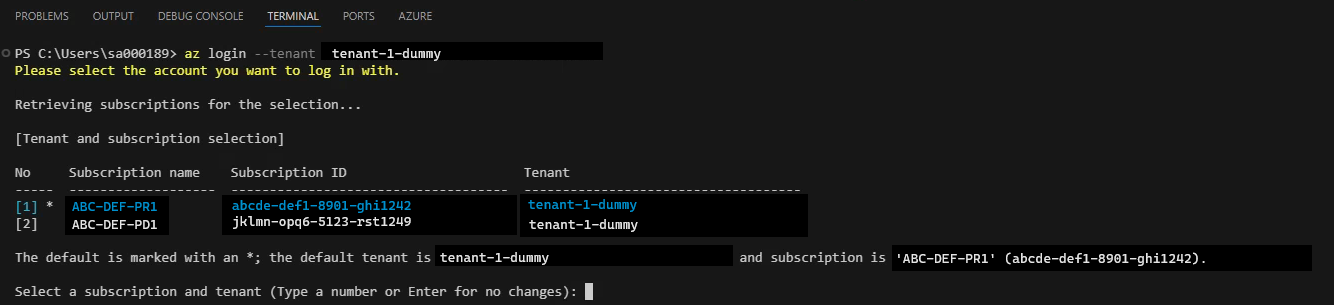 PROBLEMS OUTPUT DEBUG CONSOLE TERMINAL PORTS AZURE
PS C:\Users\sa000189> az login --tenant tenant-1-dummy
Please select the account you want to log in with.
Retrieving subscriptions for the selection...
[Tenant and subscription selection]
No Subscription name Subscription ID Tenant
----- ------------------- ---------------------------------- ----------------------------------
[1] * ABC-DEF-PR1 abcde-def1-8901-ghi1242 tenant-1-dummy
[2] ABC-DEF-PD1 jklmn-opq6-5123-rst1249 tenant-1-dummy
The default is marked with an *; the default tenant is tenant-1-dummy and subscription is 'ABC-DEF-PR1' (abcde-def1-8901-ghi1242).
Select a subscription and tenant (Type a number or Enter for no changes):